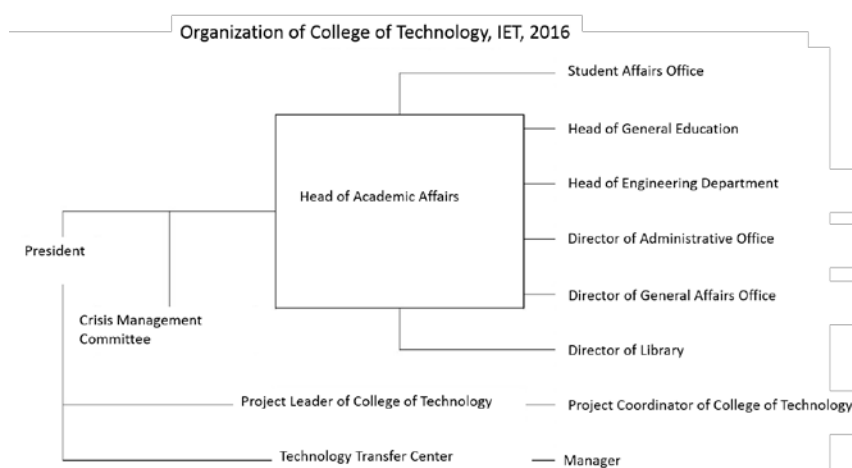 Organization of College of Technology, IET, 2016
Student Affairs Office
Head of General Education
Head of Academic Affairs
Head of Engineering Department
President
Director of Administrative Office
Crisis Management
Committee
Director of General Affairs Office
Director of Library
Project Leader of College of Technology
Project Coordinator of College of Technology
Technology Transfer Center
Manager